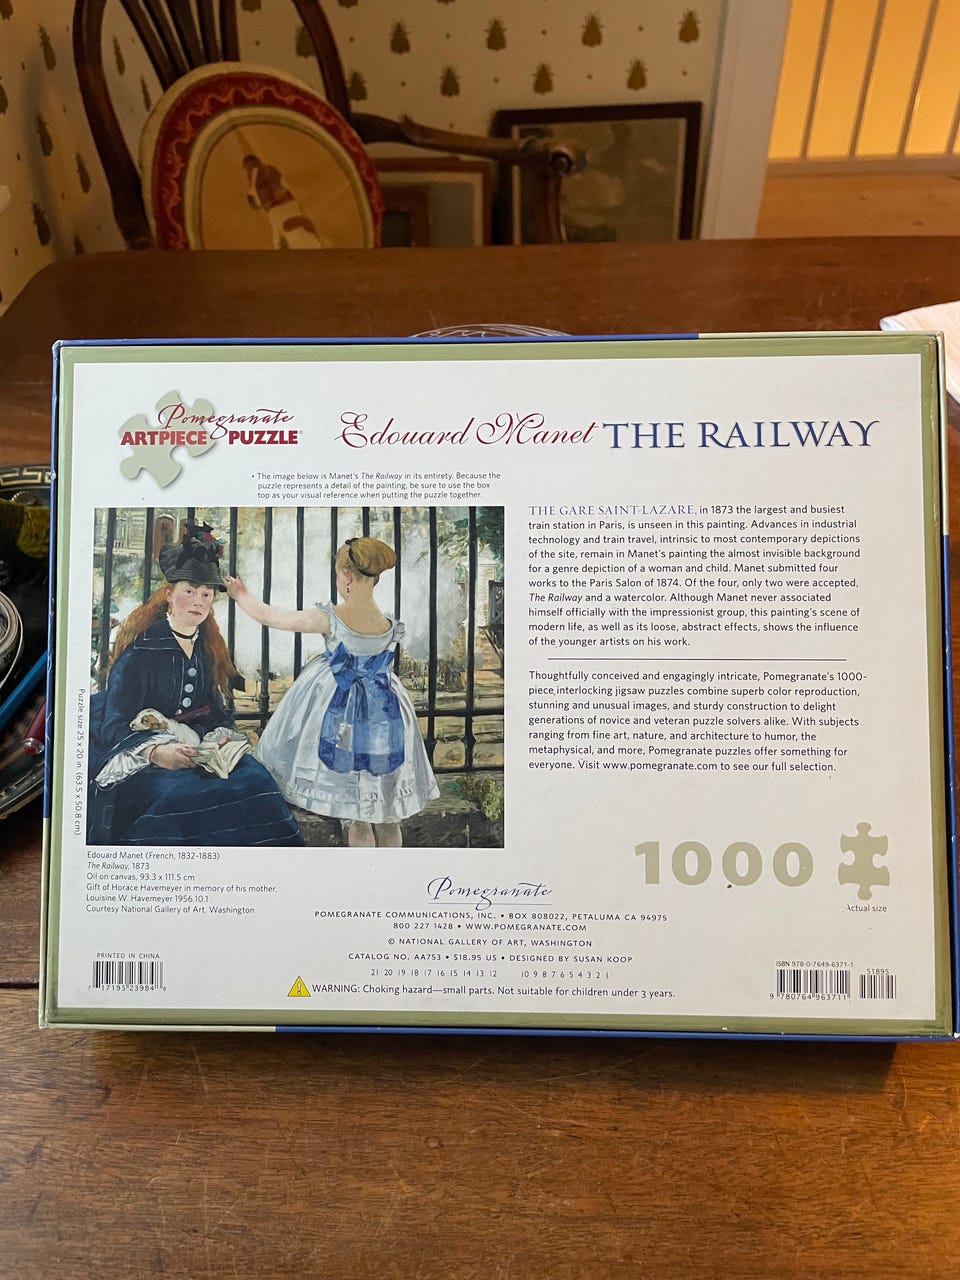 Pomegranate
ARTPIECE PUZZLE®
Edouard Manet THE RAILWAY
• The image below is Manet's The Railway in its entirety. Because the
puzzle represents a detail of the painting, be sure to use the box
top as your visual reference when putting the puzzle together.
Puzzle size 25 x 20 in. (63.5 x 50.8 cm)
Edouard Manet (French, 1832–1883)
The Railway, 1873
Oil on canvas, 93.3 x 111.5 cm
Gift of Horace Havemeyer in memory of his mother,
Louisine W. Havemeyer 1956.10.1
Courtesy National Gallery of Art, Washington
THE GARE SAINT-LAZARE, in 1873 the largest and busiest
train station in Paris, is unseen in this painting. Advances in industrial
technology and train travel, intrinsic to most contemporary depictions
of the site, remain in Manet's painting the almost invisible background
for a genre depiction of a woman and child. Manet submitted four
works to the Paris Salon of 1874. Of the four, only two were accepted,
The Railway and a watercolor. Although Manet never associated
himself officially with the impressionist group, this painting's scene of
modern life, as well as its loose, abstract effects, shows the influence
of the younger artists on his work.
Thoughtfully conceived and engagingly intricate, Pomegranate's 1000-
piece interlocking jigsaw puzzles combine superb color reproduction,
stunning and unusual images, and sturdy construction to delight
generations of novice and veteran puzzle solvers alike. With subjects
ranging from fine art, nature, and architecture to humor, the
metaphysical, and more, Pomegranate puzzles offer something for
everyone. Visit www.pomegranate.com to see our full selection.
1000
Actual size
Pomegranate
POMEGRANATE COMMUNICATIONS, INC. • BOX 808022, PETALUMA CA 94975
800 227 1428 • WWW.POMEGRANATE.COM
© NATIONAL GALLERY OF ART, WASHINGTON
CATALOG NO. AA753 • $18.95 US • DESIGNED BY SUSAN KOOP
21 20 19 18 17 16 15 14 13 12 10 9 8 7 6 5 4 3 2 1
WARNING: Choking hazard—small parts. Not suitable for children under 3 years.
PRINTED IN CHINA
7 17195 23984 8
ISBN 978-0-7649-6371-1
51895
9 780764 963711